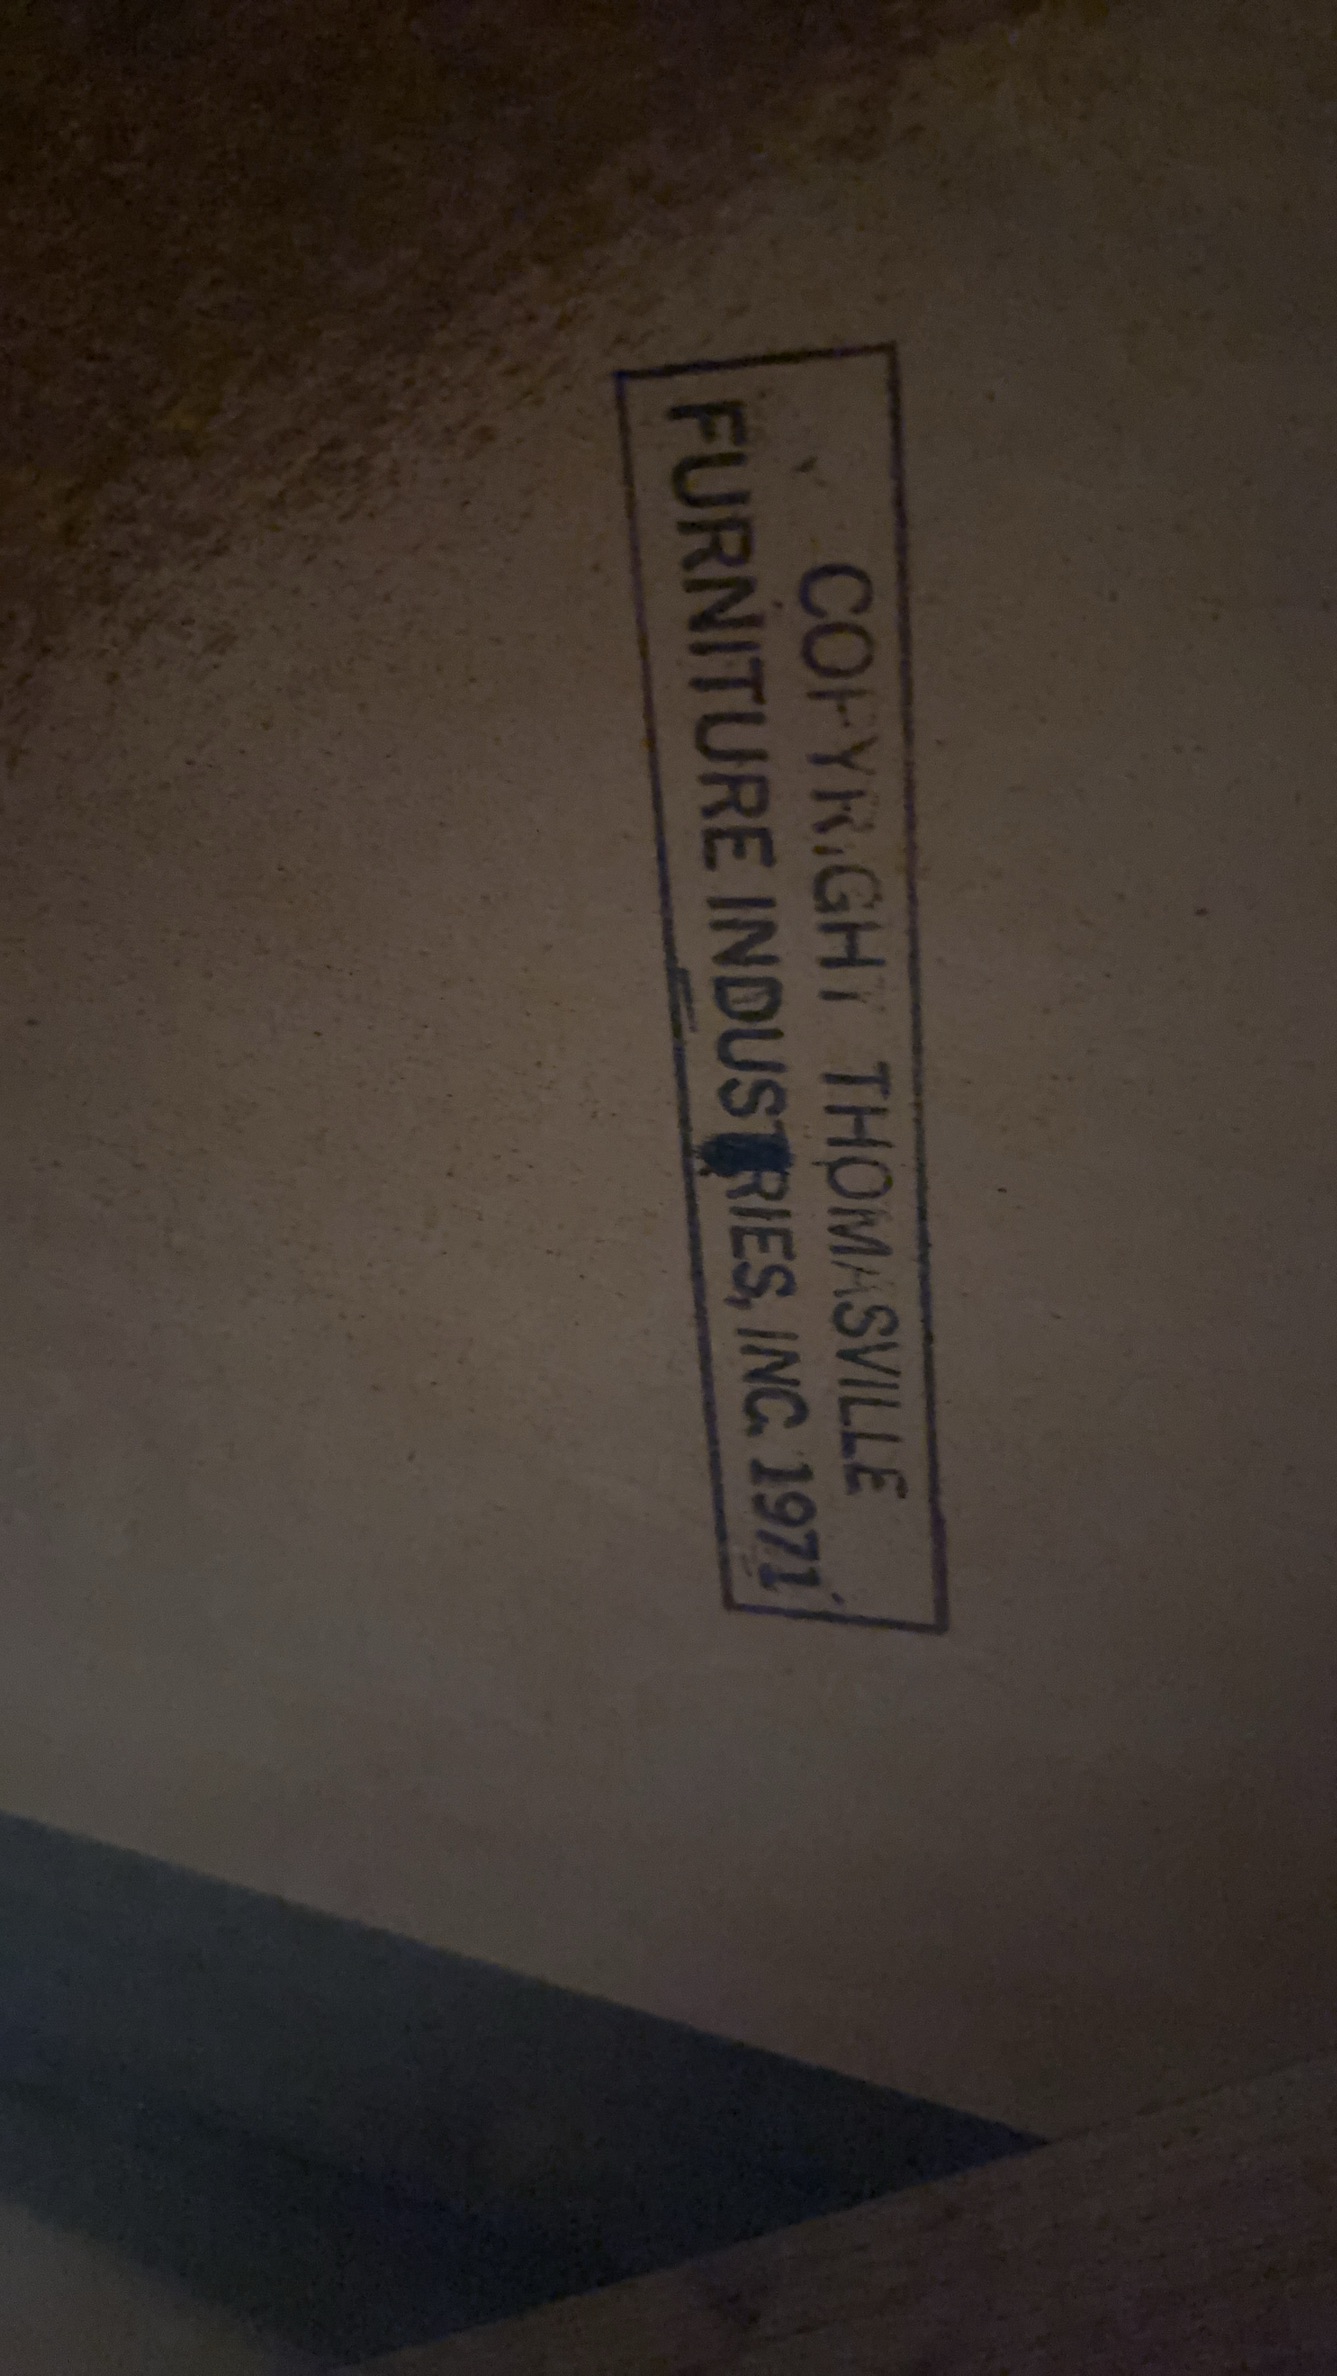 COPYRIGHT THOMASVILLE
FURNITURE INDUSTRIES, INC. 1971